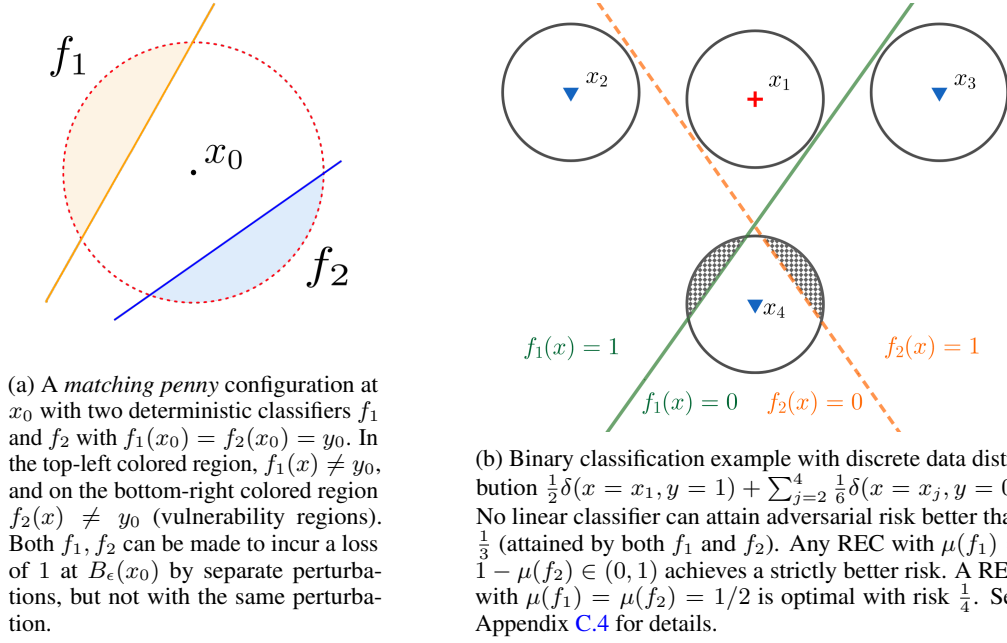 f₁
x₀
f₂
(a) A matching penny configuration at
x₀ with two deterministic classifiers f₁
and f₂ with f₁(x₀) = f₂(x₀) = y₀. In
the top-left colored region, f₁(x) ≠ y₀,
and on the bottom-right colored region
f₂(x) ≠ y₀ (vulnerability regions).
Both f₁, f₂ can be made to incur a loss
of 1 at Bϵ(x₀) by separate perturba-
tions, but not with the same perturba-
tion.
x₂ x₁ x₃
x₄
f₁(x) = 1 f₂(x) = 1
f₁(x) = 0 f₂(x) = 0
(b) Binary classification example with discrete data dist
bution ½δ(x = x₁, y = 1) + ∑⁴ⱼ₌₂ ⅙δ(x = xⱼ, y = 0
No linear classifier can attain adversarial risk better tha
⅓ (attained by both f₁ and f₂). Any REC with μ(f₁)
1 − μ(f₂) ∈ (0, 1) achieves a strictly better risk. A RE
with μ(f₁) = μ(f₂) = 1/2 is optimal with risk ¼. Se
Appendix C.4 for details.